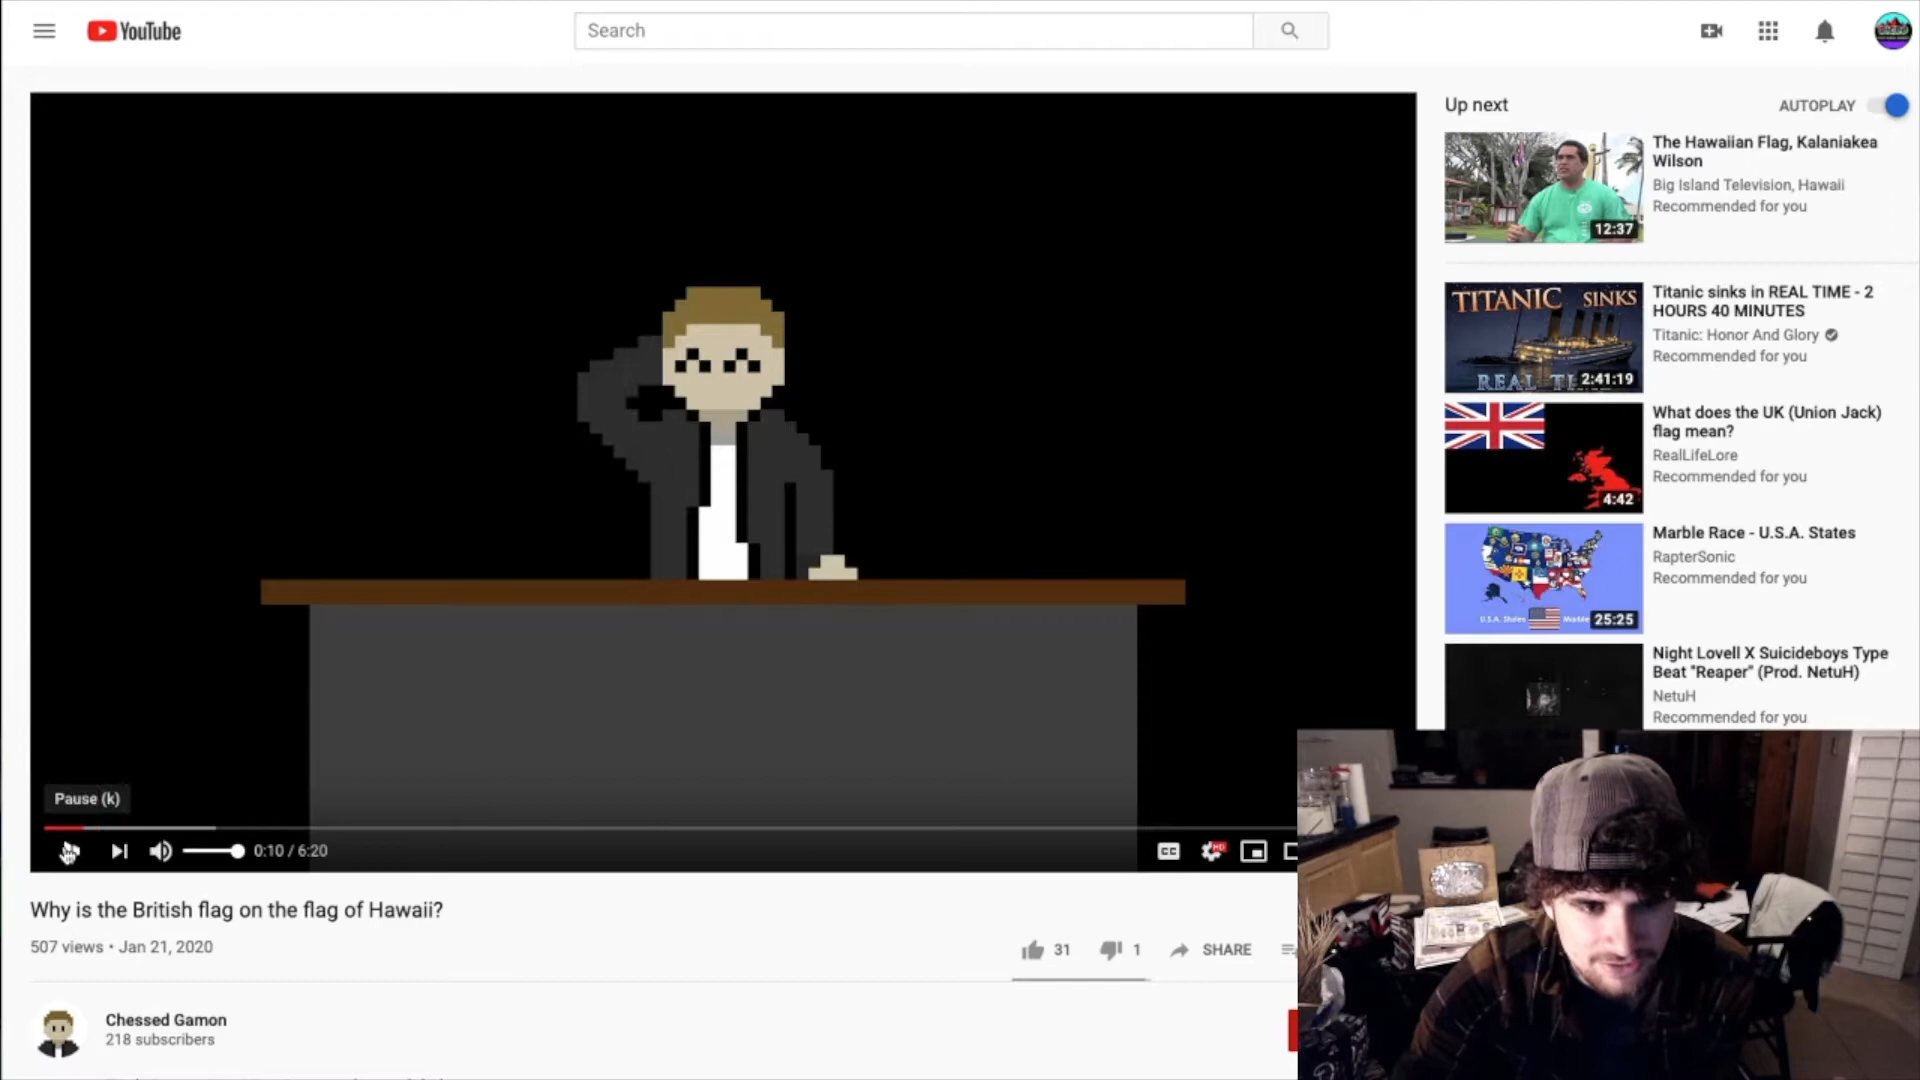 YouTube
Search
Up next
AUTOPLAY
12:37
The Hawaiian Flag, Kalaniakea
Wilson
Big Island Television, Hawaii
Recommended for you
TITANIC SINKS
REAL
2:41:19
Titanic sinks in REAL TIME - 2
HOURS 40 MINUTES
Titanic: Honor And Glory
Recommended for you
4:42
What does the UK (Union Jack)
flag mean?
RealLifeLore
Recommended for you
U.S.A. States
Marble
25:25
Marble Race - U.S.A. States
RapterSonic
Recommended for you
Night Lovell X Suicideboys Type
Beat "Reaper" (Prod. NetuH)
NetuH
Recommended for you
Pause (k)
0:10 / 6:20
CC
HD
Why is the British flag on the flag of Hawaii?
507 views • Jan 21, 2020
31
1
SHARE
Chessed Gamon
218 subscribers